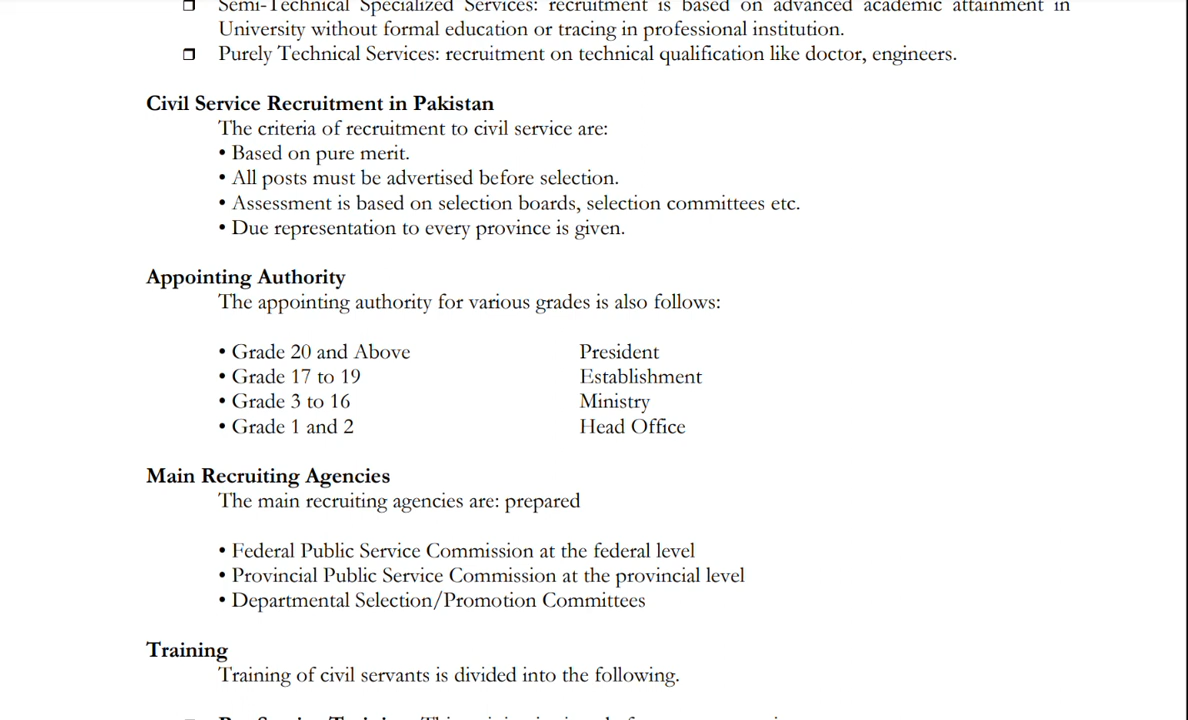 ❒ Semi-Technical Specialized Services: recruitment is based on advanced academic attainment in
University without formal education or tracing in professional institution.
❒ Purely Technical Services: recruitment on technical qualification like doctor, engineers.
Civil Service Recruitment in Pakistan
The criteria of recruitment to civil service are:
• Based on pure merit.
• All posts must be advertised before selection.
• Assessment is based on selection boards, selection committees etc.
• Due representation to every province is given.
Appointing Authority
The appointing authority for various grades is also follows:
• Grade 20 and Above President
• Grade 17 to 19 Establishment
• Grade 3 to 16 Ministry
• Grade 1 and 2 Head Office
Main Recruiting Agencies
The main recruiting agencies are: prepared
• Federal Public Service Commission at the federal level
• Provincial Public Service Commission at the provincial level
• Departmental Selection/Promotion Committees
Training
Training of civil servants is divided into the following.